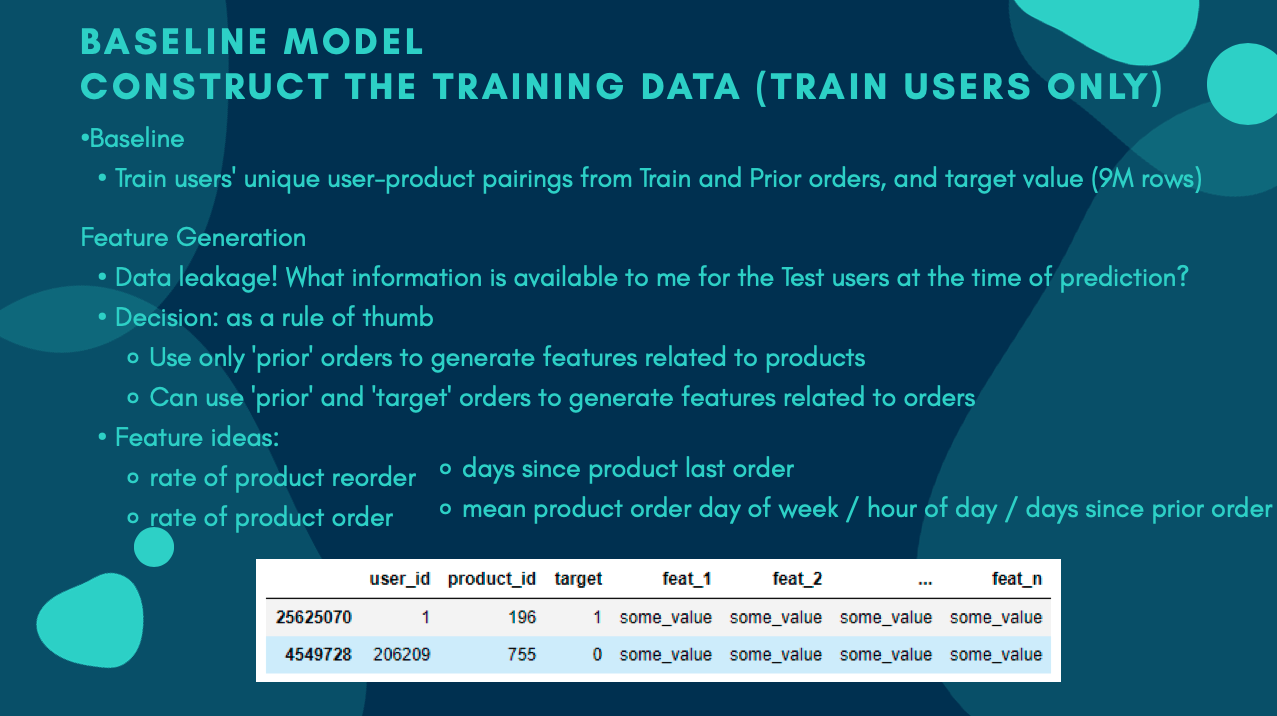 BASELINE MODEL
CONSTRUCT THE TRAINING DATA (TRAIN USERS ONLY)
•Baseline
• Train users' unique user-product pairings from Train and Prior orders, and target value (9M rows)
Feature Generation
• Data leakage! What information is available to me for the Test users at the time of prediction?
• Decision: as a rule of thumb
○ Use only 'prior' orders to generate features related to products
○ Can use 'prior' and 'target' orders to generate features related to orders
• Feature ideas:
○ rate of product reorder
○ rate of product order
○ days since product last order
○ mean product order day of week / hour of day / days since prior order
user_id product_id target feat_1 feat_2 ... feat_n
25625070 1 196 1 some_value some_value some_value some_value
4549728 206209 755 0 some_value some_value some_value some_value